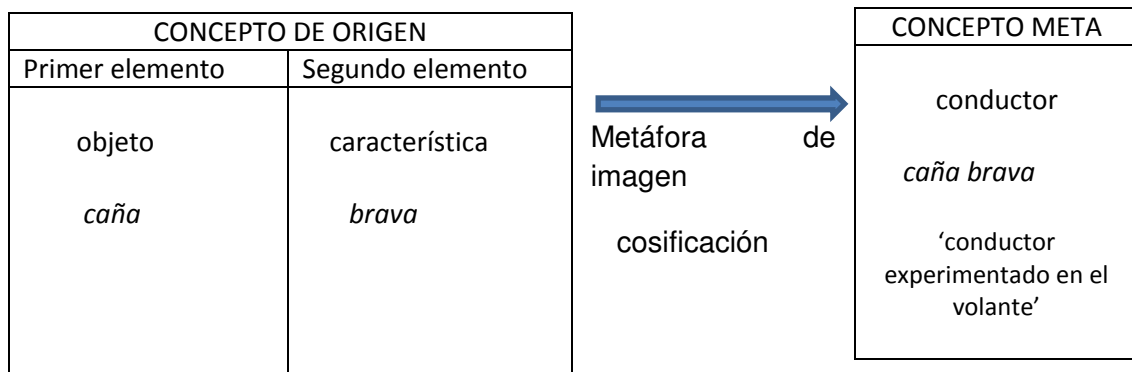 CONCEPTO DE ORIGEN
Primer elemento
Segundo elemento
objeto
característica
caña
brava
Metáfora de
imagen
cosificación
CONCEPTO META
conductor
caña brava
‘conductor
experimentado en el
volante’